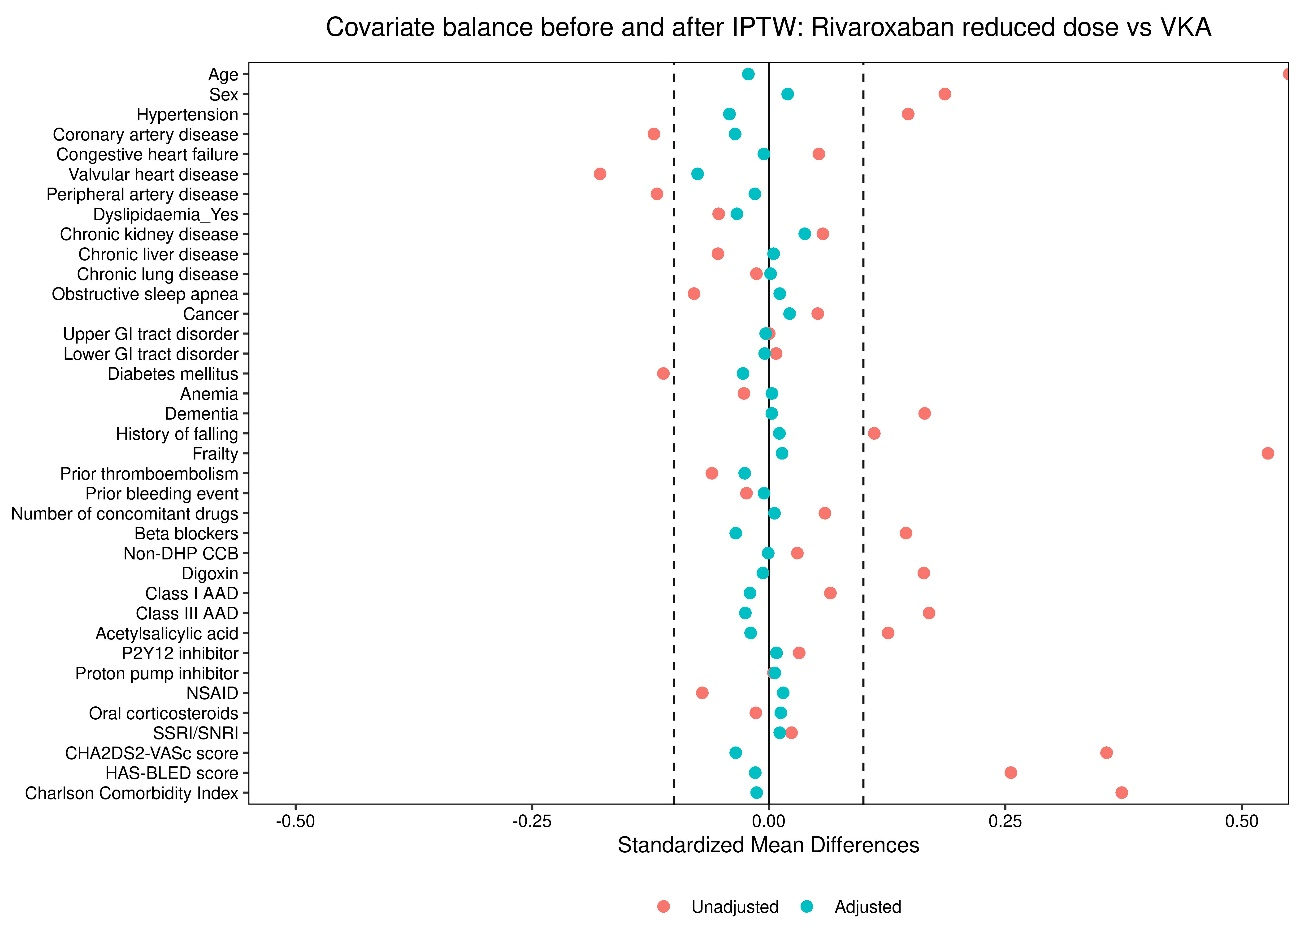 Covariate balance before and after IPTW: Rivaroxaban reduced dose vs VKA
Age
Sex
Hypertension
Coronary artery disease
Congestive heart failure
Valvular heart disease
Peripheral artery disease
Dyslipidaemia_Yes
Chronic kidney disease
Chronic liver disease
Chronic lung disease
Obstructive sleep apnea
Cancer
Upper GI tract disorder
Lower GI tract disorder
Diabetes mellitus
Anemia
Dementia
History of falling
Frailty
Prior thromboembolism
Prior bleeding event
Number of concomitant drugs
Beta blockers
Non-DHP CCB
Digoxin
Class I AAD
Class III AAD
Acetylsalicylic acid
P2Y12 inhibitor
Proton pump inhibitor
NSAID
Oral corticosteroids
SSRI/SNRI
CHA2DS2-VASc score
HAS-BLED score
Charlson Comorbidity Index
-0.50 -0.25 0.00 0.25 0.50
Standardized Mean Differences
Unadjusted Adjusted